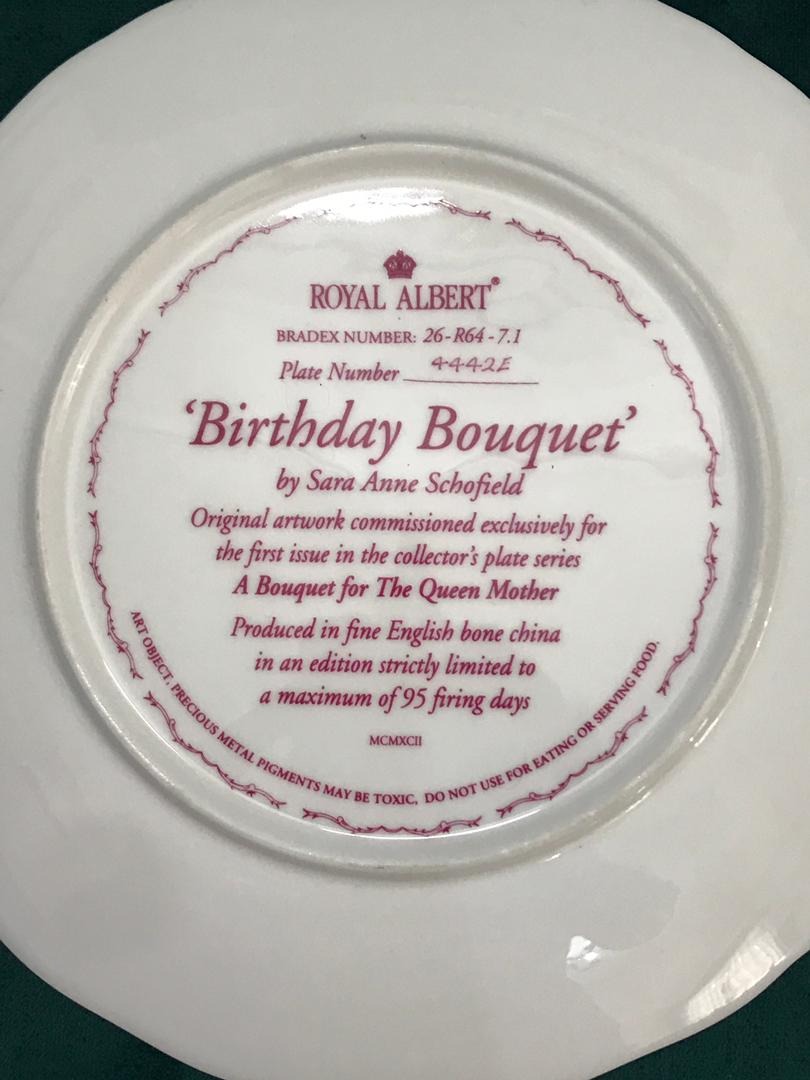 ROYAL ALBERT®
BRADEX NUMBER: 26-R64-7.1
Plate Number 4442E
'Birthday Bouquet'
by Sara Anne Schofield
Original artwork commissioned exclusively for
the first issue in the collector's plate series
A Bouquet for The Queen Mother
Produced in fine English bone china
in an edition strictly limited to
a maximum of 95 firing days
MCMXCII
ART OBJECT, PRECIOUS METAL PIGMENTS MAY BE TOXIC, DO NOT USE FOR EATING OR SERVING FOOD.